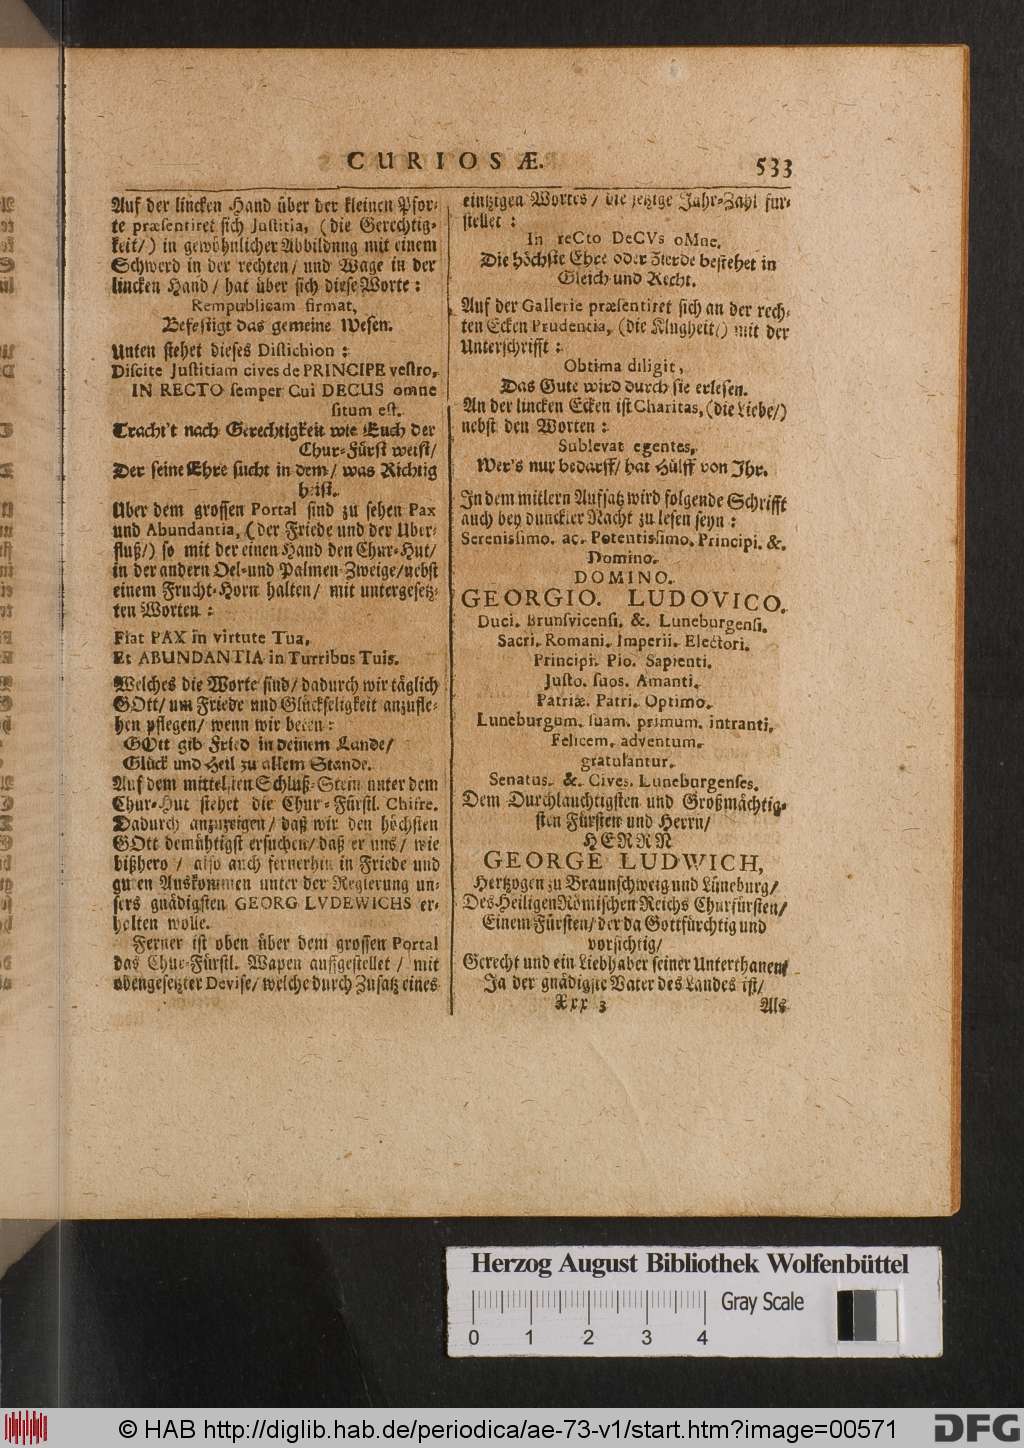 CURIOSÆ.
533
Auf der lincken Hand über der kleinen Pfor-
te præsentiret sich Justitia, (die Gerechtig-
keit/) in gewöhnlicher Abbildung mit einem
Schwerd in der rechten/ und Wage in der
lincken Hand/ hat über sich diese Worte:
Rempublicam firmat,
Befestigt das gemeine Wesen.
Unten stehet dieses Distichion:
Discite Justitiam cives de PRINCIPE vestro,
IN RECTO semper Cui DECUS omne
situm est.
Tracht't nach Gerechtigkeit wie Euch der
Chur-Fürst weist/
Der seine Ehre sucht in dem/ was Richtig
heist.
Uber dem grossen Portal sind zu sehen Pax
und Abundantia, (der Friede und der Uber-
fluß/) so mit der einen Hand den Chur-Hut/
in der andern Oel-und Palmen-Zweige/nebst
einem Frucht-Horn halten/ mit untergesetz-
ten Worten:
Fiat PAX in virtute Tua,
Et ABUNDANTIA in Turribus Tuis.
Welches die Worte sind/ dadurch wir täglich
GOtt/ um Friede und Glückseligkeit anzufle-
hen pflegen/ wenn wir beten:
GOtt gib Fried in deinem Lande/
Glück und Heil zu allem Stande.
Auf dem mittelsten Schluß-Stein unter dem
Chur-Hut stehet die Chur-Fürstl. Chifre.
Dadurch anzuzeigen/ daß wir den höchsten
GOtt demühtigst ersuchen/ daß er uns/ wie
bißhero/ also auch fernerhin in Friede und
guten Auskommen unter der Regierung un-
sers gnädigsten GEORG LVDEWICHS er-
halten wolle.
Ferner ist oben über dem grossen Portal
das Chur-Fürstl. Wapen auffgestellet/ mit
obengesetzter Devise/ welche durch Zusatz eines
eintzigen Wortes/ die jetzige Jahr-Zahl für-
stellet:
In reCto DeCVs oMne.
Die höchste Ehre oder Zierde bestehet in
Gleich und Recht.
Auf der Gallerie præsentiret sich an der rech-
ten Ecken Prudentia, (die Klugheit/) mit der
Unterschrifft:
Obtima diligit,
Das Gute wird durch sie erlesen.
An der lincken Ecken ist Charitas, (die Liebe/)
nebst den Worten:
Sublevat egentes,
Wer's nur bedarff/ hat Hülff von Ihr.
In dem mitlern Aufsatz wird folgende Schrifft
auch bey dunckler Nacht zu lesen seyn:
Serenissimo. ac. Potentissimo. Principi. &.
Domino.
DOMINO.
GEORGIO. LUDOVICO.
Duci. Brunsvicensi. &. Luneburgensi.
Sacri. Romani. Imperii. Electori.
Principi. Pio. Sapienti.
Justo. suos. Amanti.
Patriæ. Patri. Optimo.
Luneburgum. suam. primum. intranti.
Felicem. adventum.
gratulantur.
Senatus. &. Cives. Luneburgenses.
Dem Durchlauchtigsten und Großmächtig-
sten Fürsten und Herrn/
HERRN
GEORGE LUDWICH,
Hertzogen zu Braunschweig und Lüneburg/
Des Heiligen Römischen Reichs Churfürsten/
Einem Fürsten/ der da Gottfürchtig und
vorsichtig/
Gerecht und ein Liebhaber seiner Unterthanen/
Ja der gnädigste Vater des Landes ist/
Xxx 3
Als
Herzog August Bibliothek Wolfenbüttel
Gray Scale
0 1 2 3 4
© HAB http://diglib.hab.de/periodica/ae-73-v1/start.htm?image=00571
DFG